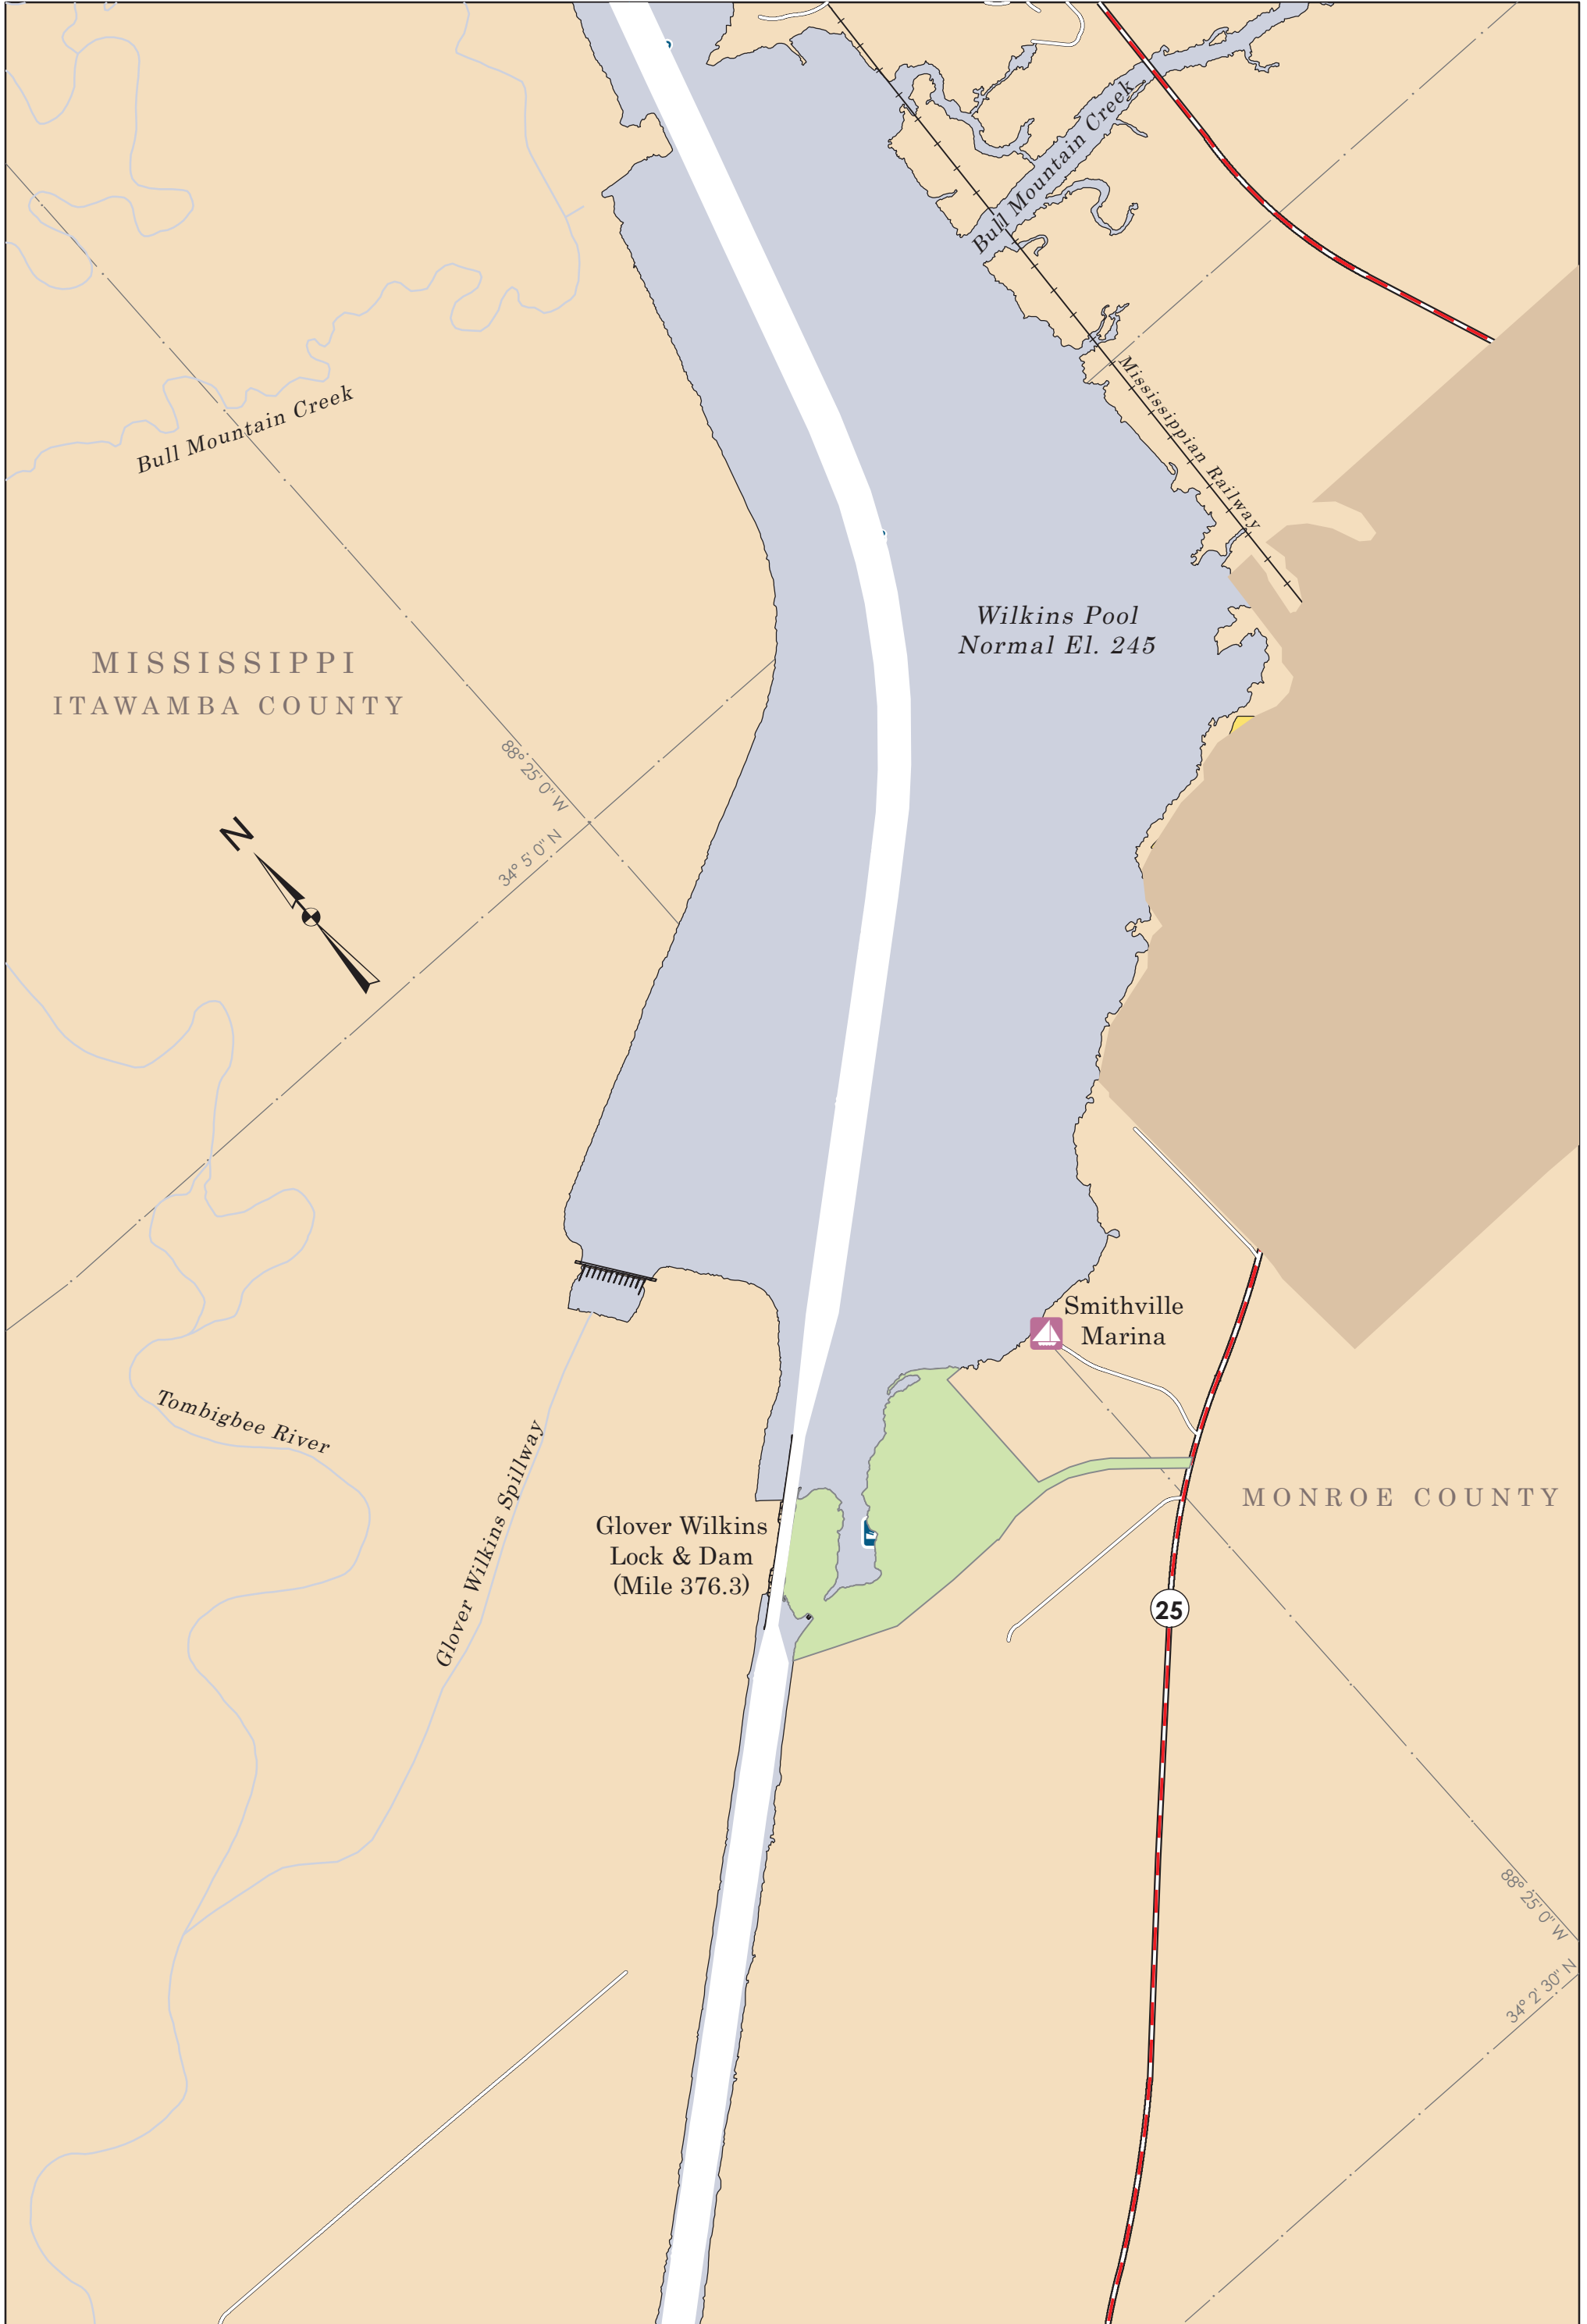 Bull Mountain Creek
Mississippian Railway
Bull Mountain Creek
Wilkins Pool
Normal El. 245
MISSISSIPPI
ITAWAMBA COUNTY
88° 25' 0" W
34° 5' 0" N
N
Smithville
Marina
Tombigbee River
Glover Wilkins Spillway
MONROE COUNTY
Glover Wilkins
Lock & Dam
(Mile 376.3)
25
88° 25' 0" W
34° 2' 30" N